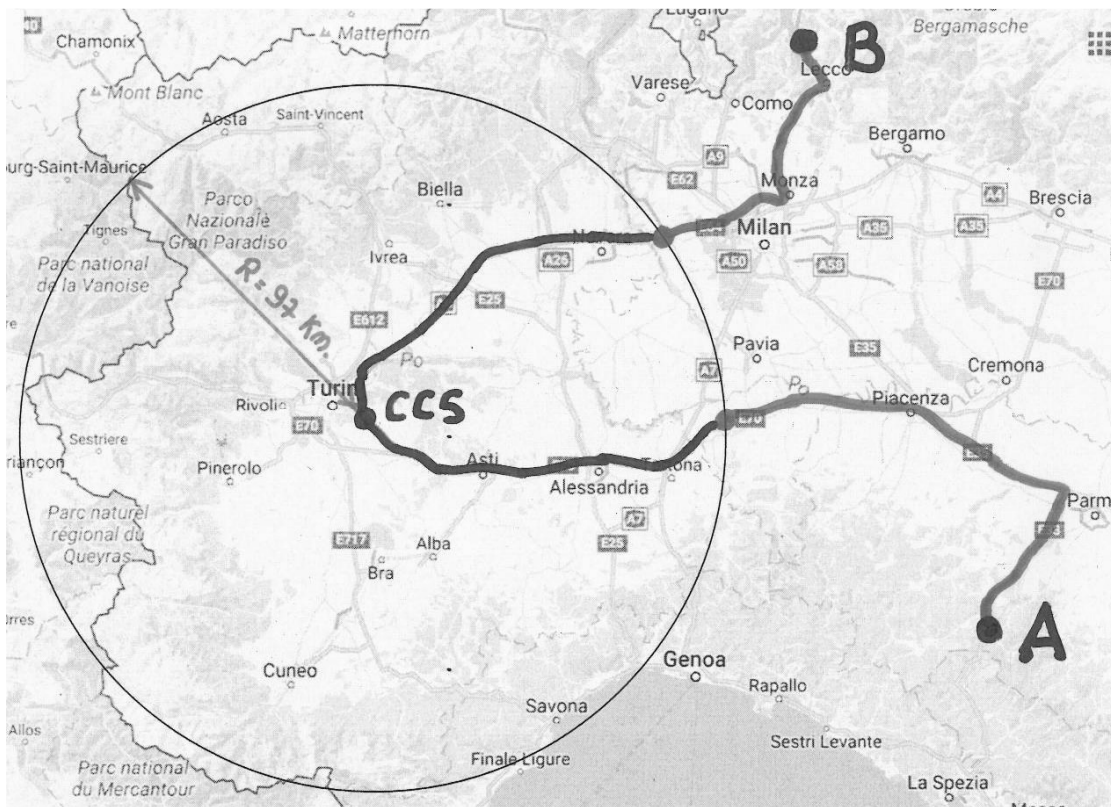 40
Chamonix
Matterhorn
Lugano
Bergamasche
B
Lecco
Mont Blanc
Varese
Como
Aosta
Saint-Vincent
Bergamo
A9
ourg-Saint-Maurice
E62
Biella
Monza
A4
Brescia
Parco
Nazionale
Gran Paradiso
Tignes
Milan
A35
A35
Parc national
de la Vanoise
Ivrea
A26
A50
A58
E70
R=97 Km.
E25
E612
Po
Pavia
E35
A7
Cremona
Turin
CCS
Po
Piacenza
Rivoli
E70
E70
Sestriere
riançon
Pinerolo
Asti
Alessandria
Tortona
Parm
Parc naturel
régional du
Queyras
A7
E717
E25
Alba
Bra
A
Orres
Cuneo
Genoa
Rapallo
Savona
Allos
Sestri Levante
Finale Ligure
Parc national
du Mercantour
La Spezia